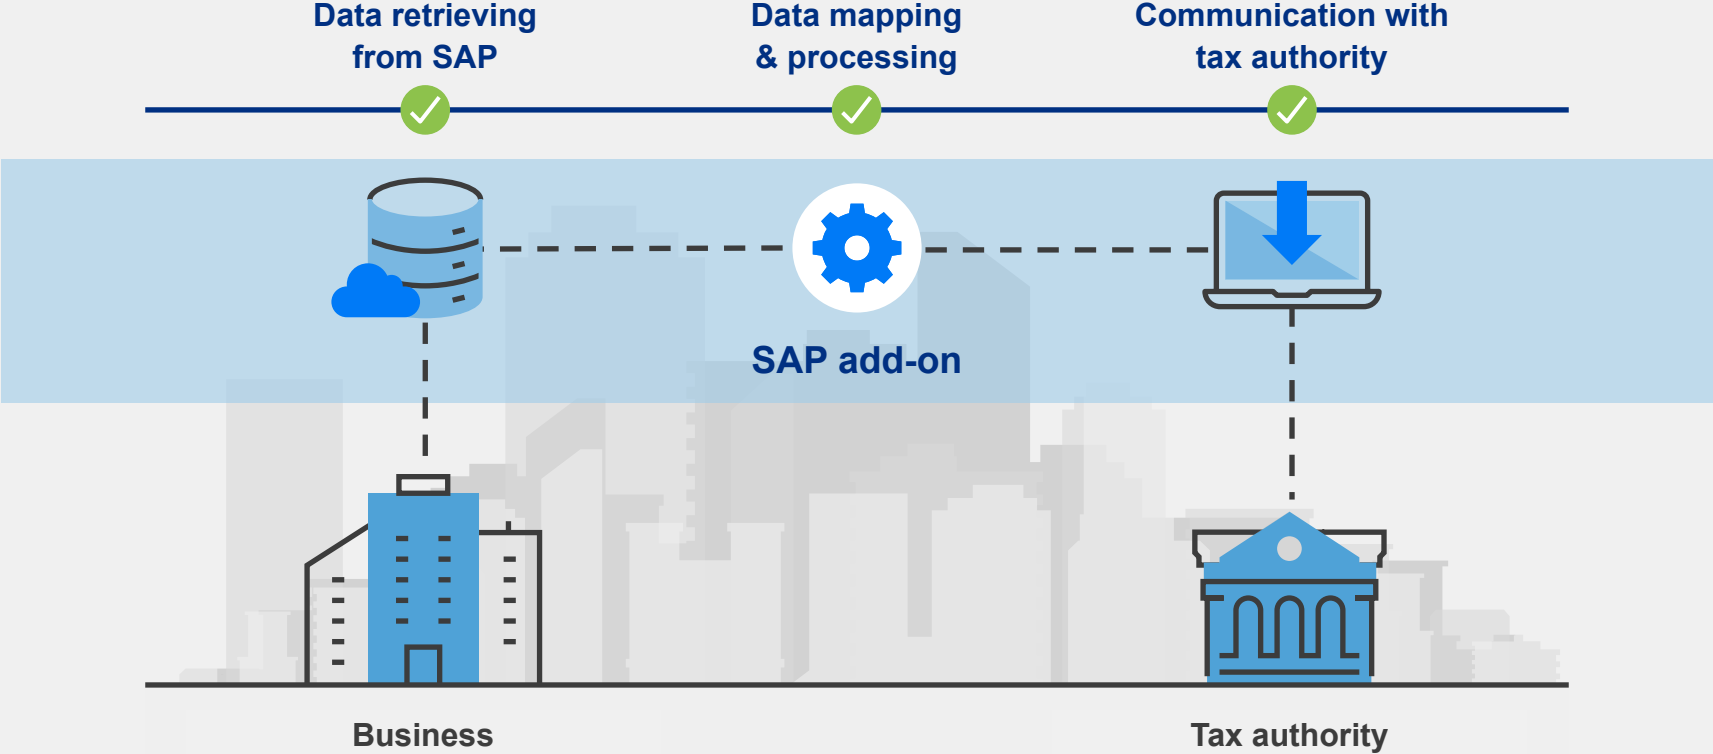 Data retrieving
from SAP
Data mapping
& processing
Communication with
tax authority
SAP add-on
Business
Tax authority